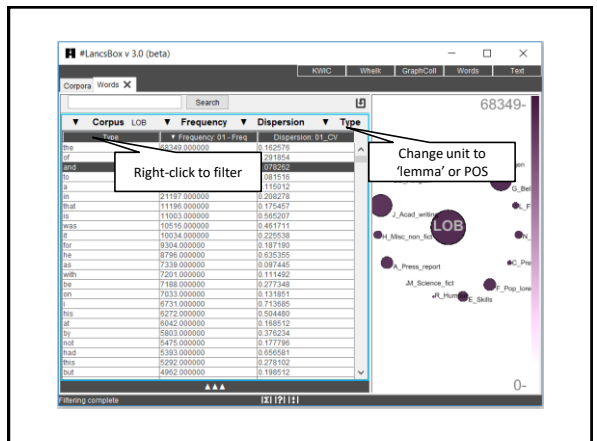 #LancsBox v 3.0 (beta)
KWIC Whelk GraphColl Words Text
Corpora Words X
Search
▼ Corpus LOB ▼ Frequency ▼ Dispersion ▼ Type
Type ▼ Frequency: 01 - Freq Dispersion: 01_CV
the 68349.000000 0.162576
of 0.291854
and 0.078262
to 0.081516
a 0.115012
in 21197.000000 0.208278
that 11196.000000 0.175457
is 11003.000000 0.565207
was 10516.000000 0.461711
it 10034.000000 0.225538
for 9304.000000 0.187190
he 8796.000000 0.635355
as 7338.000000 0.097445
with 7201.000000 0.111492
be 7188.000000 0.277348
on 7033.000000 0.131851
i 6731.000000 0.713685
his 6272.000000 0.504480
at 6042.000000 0.168512
by 5803.000000 0.376234
not 5475.000000 0.177796
had 5393.000000 0.656581
this 5292.000000 0.278102
but 4962.000000 0.198512
▲▲▲
Filtering complete
Right-click to filter
Change unit to
'lemma' or POS
68349-
G_Bel
J_Acad_writing
L_F
LOB
H_Misc_non_fict
N_
A_Press_report
C_Pre
M_Science_fict
F_Pop_lore
R_Humo
E_Skills
0-